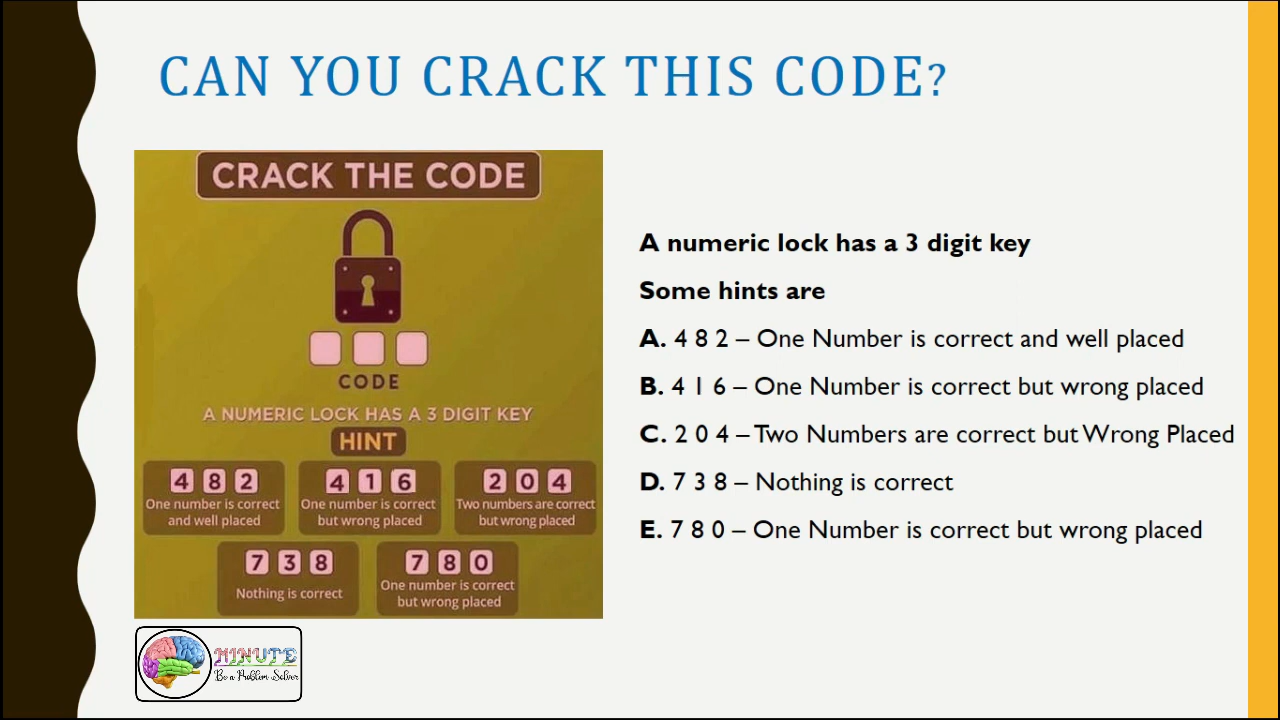 CAN YOU CRACK THIS CODE?
CRACK THE CODE
CODE
A NUMERIC LOCK HAS A 3 DIGIT KEY
HINT
4 8 2
One number is correct
and well placed
4 1 6
One number is correct
but wrong placed
2 0 4
Two numbers are correct
but wrong placed
7 3 8
Nothing is correct
7 8 0
One number is correct
but wrong placed
A numeric lock has a 3 digit key
Some hints are
A. 4 8 2 – One Number is correct and well placed
B. 4 1 6 – One Number is correct but wrong placed
C. 2 0 4 – Two Numbers are correct but Wrong Placed
D. 7 3 8 – Nothing is correct
E. 7 8 0 – One Number is correct but wrong placed
MINUTE
Be a Problem Solver